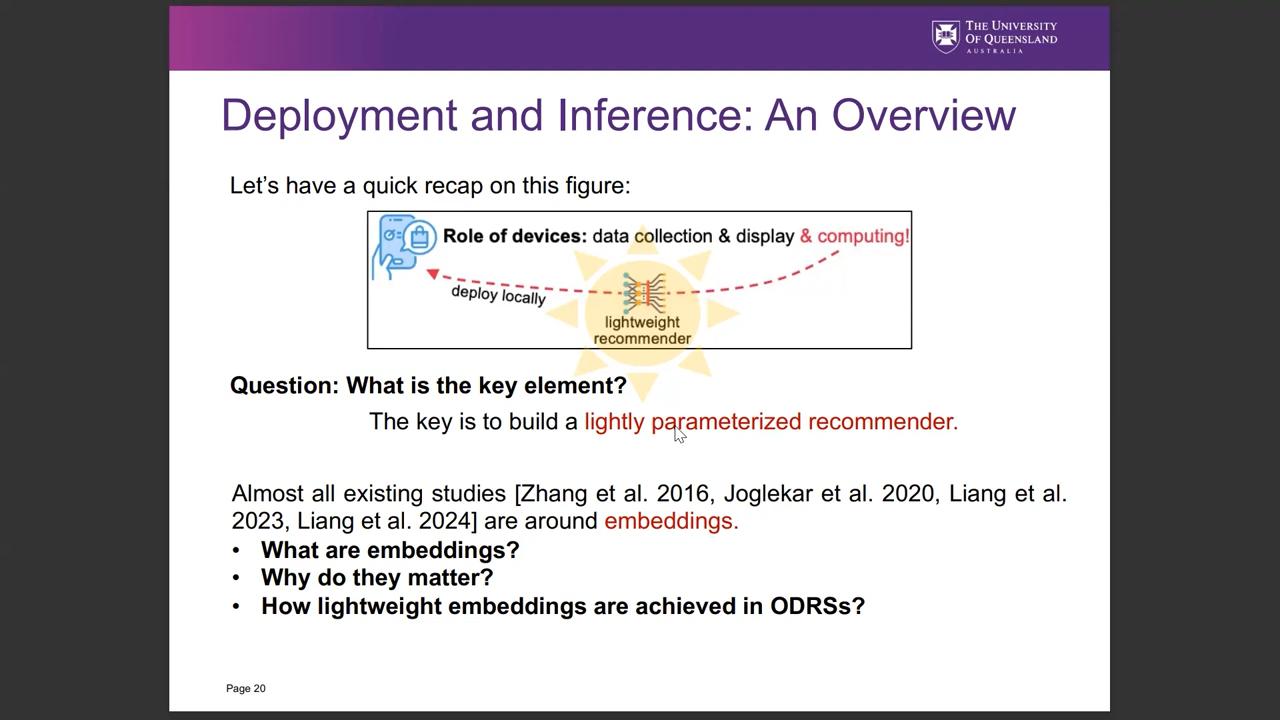 THE UNIVERSITY
OF QUEENSLAND
AUSTRALIA
Deployment and Inference: An Overview
Let's have a quick recap on this figure:
Role of devices: data collection & display & computing!
deploy locally
lightweight
recommender
Question: What is the key element?
The key is to build a lightly parameterized recommender.
Almost all existing studies [Zhang et al. 2016, Joglekar et al. 2020, Liang et al.
2023, Liang et al. 2024] are around embeddings.
• What are embeddings?
• Why do they matter?
• How lightweight embeddings are achieved in ODRSs?
Page 20